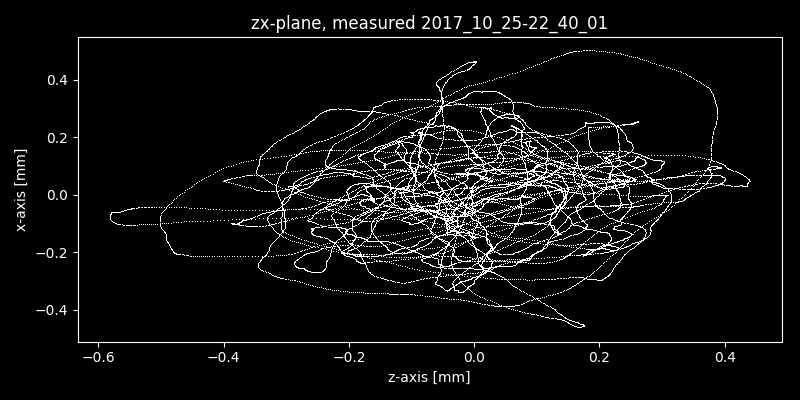 zx-plane, measured 2017_10_25-22_40_01
x-axis [mm]
0.4
0.2
0.0
−0.2
−0.4
−0.6 −0.4 −0.2 0.0 0.2 0.4
z-axis [mm]